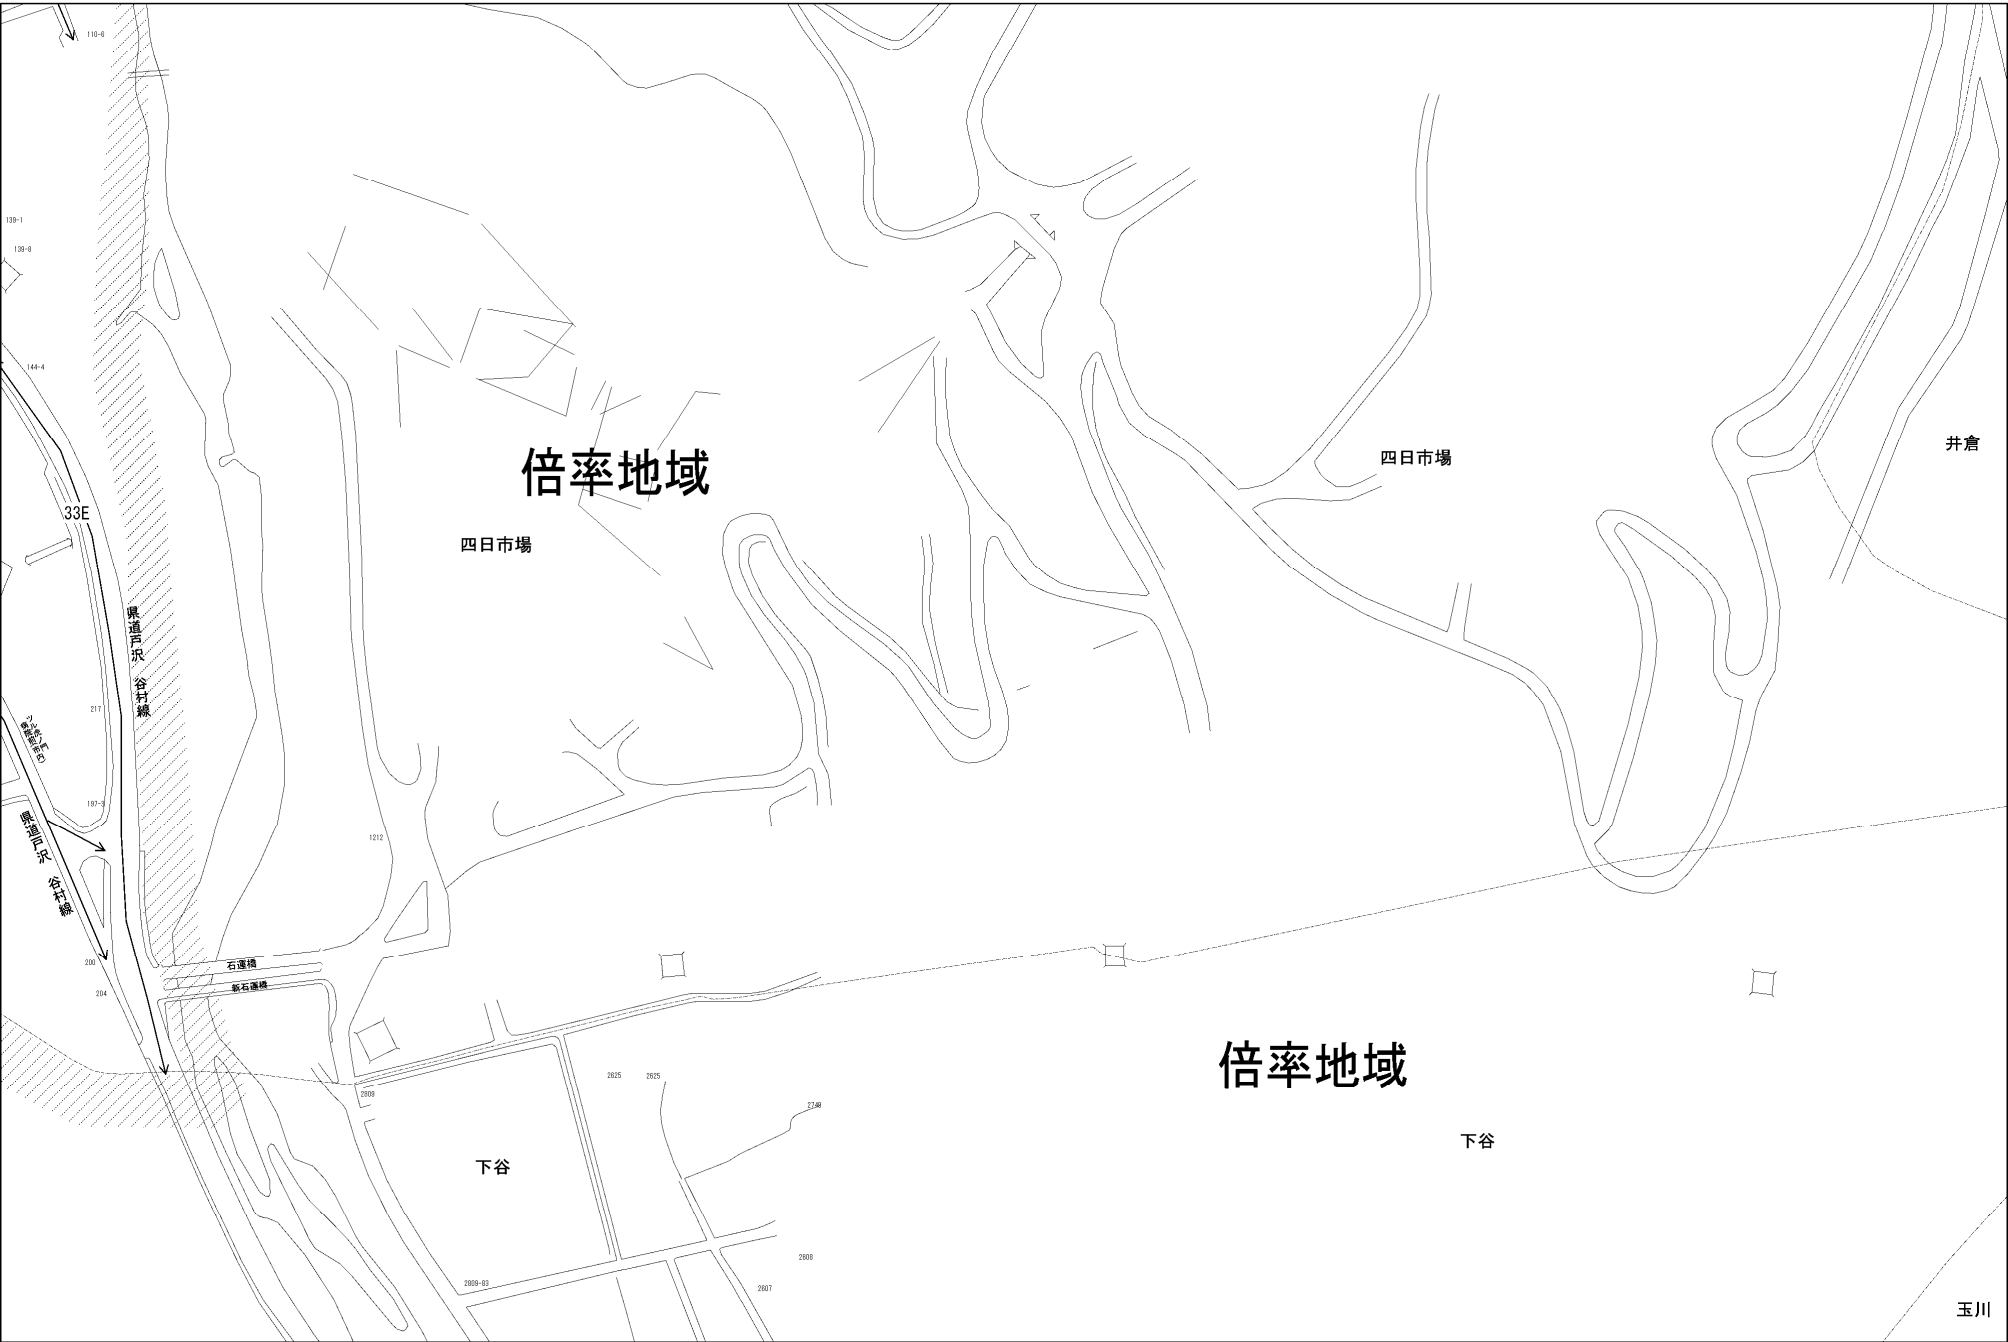 110-6
139-1
139-8
144-4
井倉
四日市場
倍率地域
33E
四日市場
県道戸沢 谷村線
217
197-3
県道戸沢 谷村線
1212
200
石運橋
新石運橋
204
倍率地域
2625
2625
2809
2749
下谷
下谷
2608
2809-83
2607
玉川